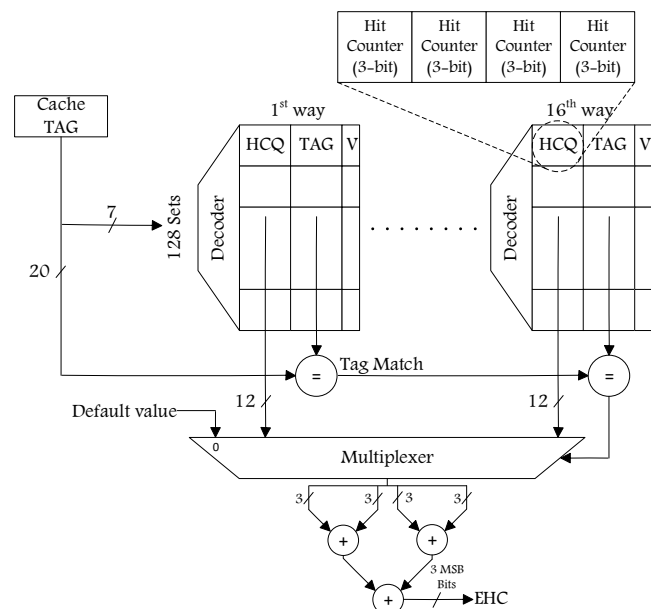 Hit Counter (3-bit)
Hit Counter (3-bit)
Hit Counter (3-bit)
Hit Counter (3-bit)
Cache TAG
1st way
16th way
HCQ TAG V
HCQ TAG V
7
128 Sets
Decoder
. . . . . . . .
Decoder
20
=
Tag Match
=
12
12
Default value
0
Multiplexer
3
3
3
3
+
+
3 MSB Bits
+
EHC